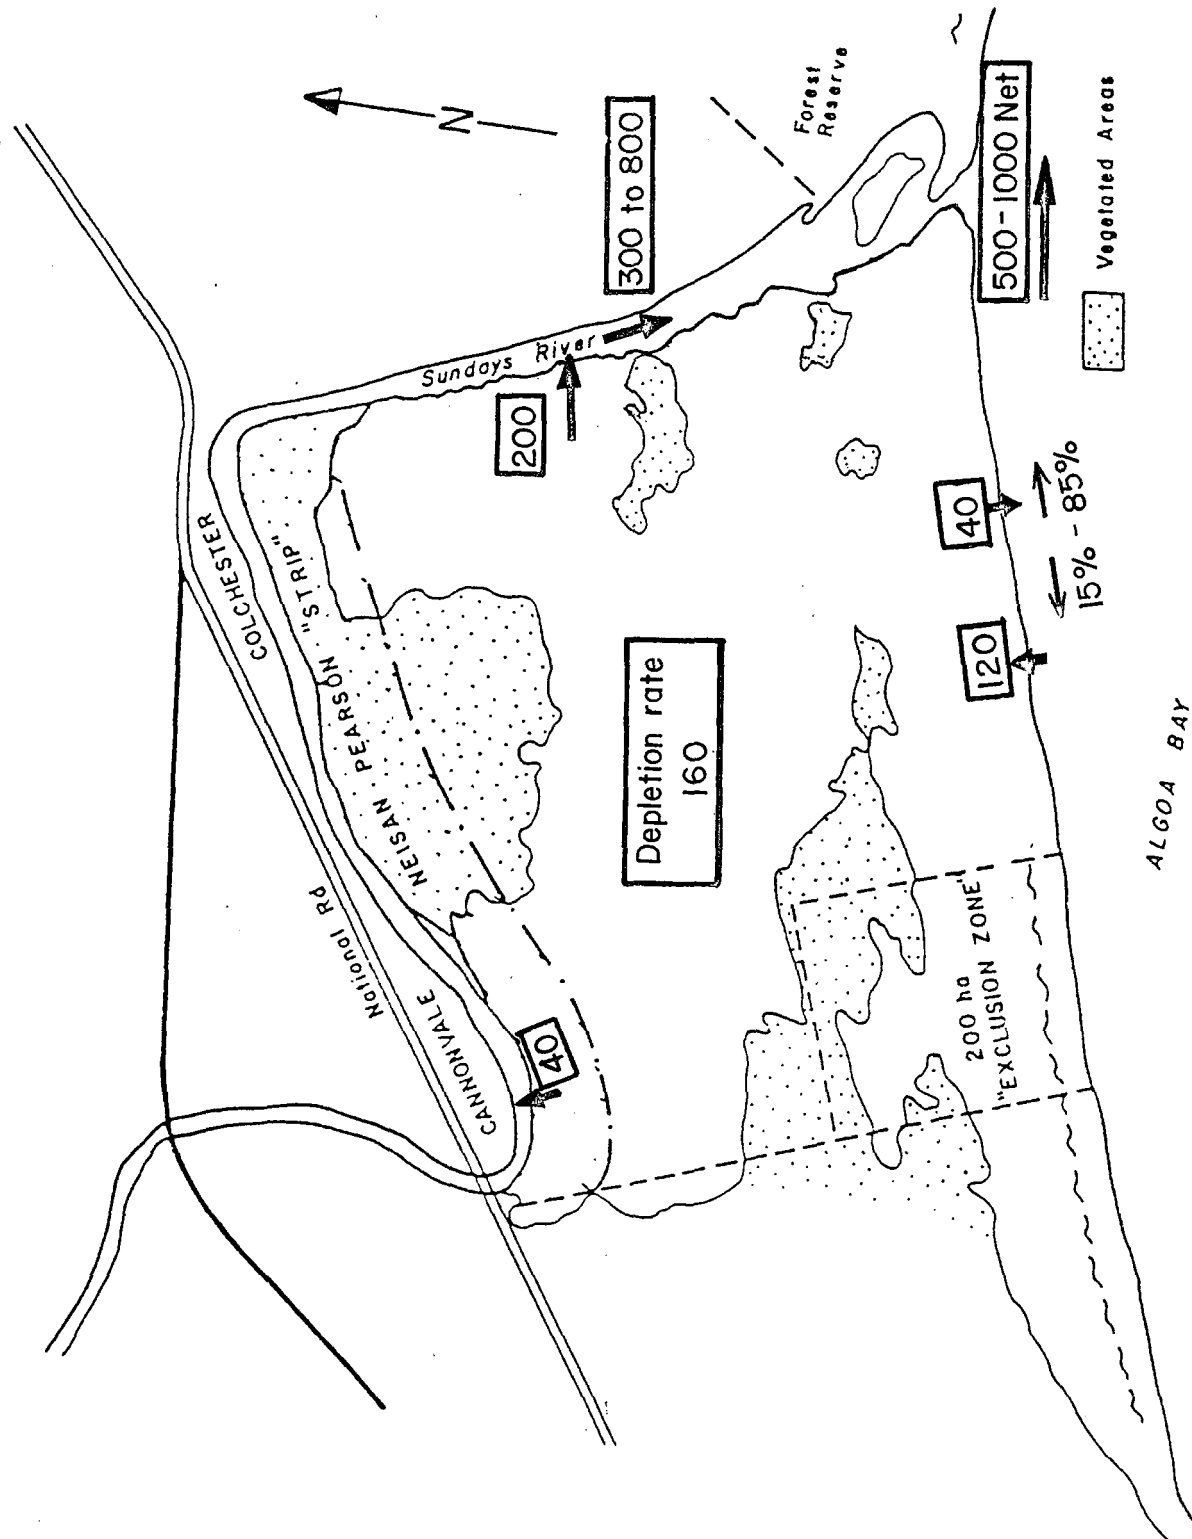 N
Forest
Reserve
300 to 800
500-1000 Net
Vegetated Areas
Sundays River
200
COLCHESTER
NEISAN PEARSON "STRIP"
National Rd
CANNONVALE
40
Depletion rate
160
40
120
15% - 85%
200 ha
"EXCLUSION ZONE"
ALGOA BAY